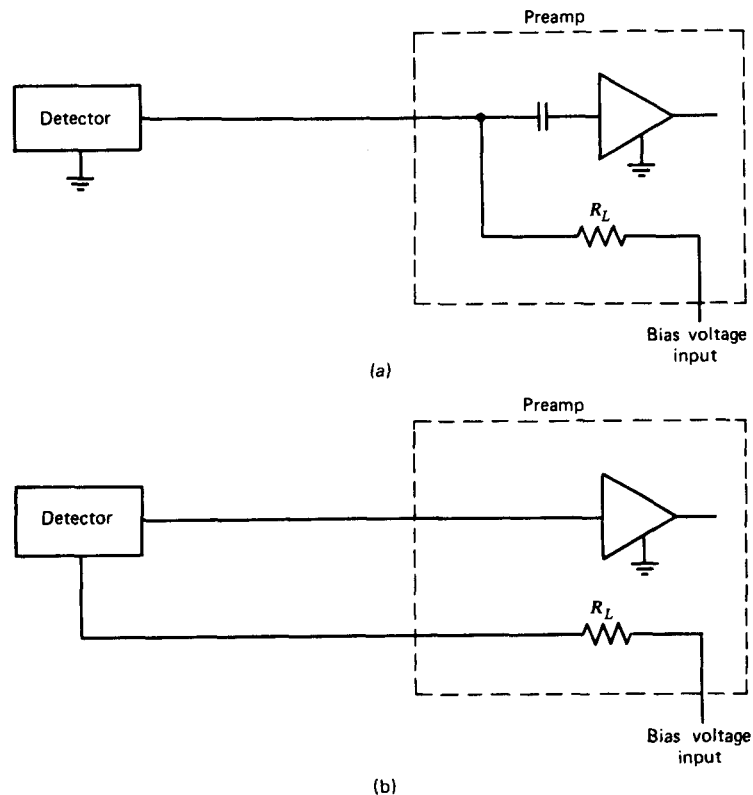 Preamp
Detector
R_L
Bias voltage
input
(a)
Preamp
Detector
R_L
Bias voltage
input
(b)